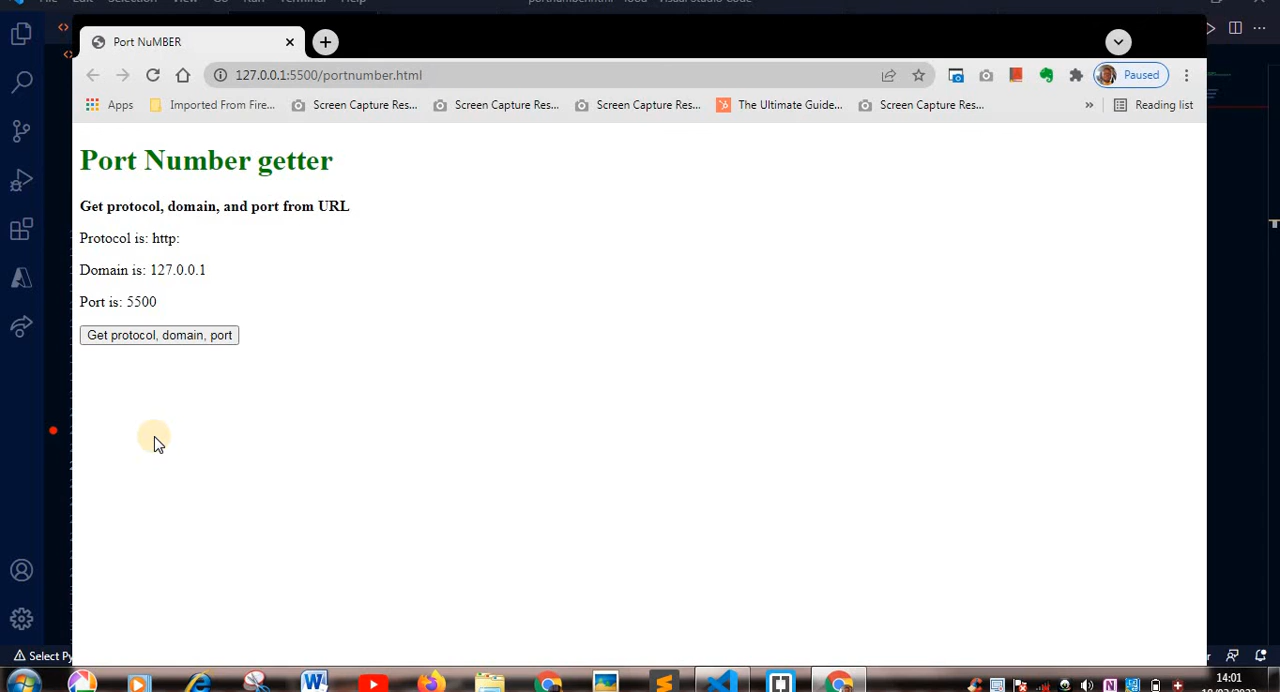 Port NuMBER
127.0.0.1:5500/portnumber.html
Paused
Apps Imported From Fire... Screen Capture Res... Screen Capture Res... Screen Capture Res... The Ultimate Guide... Screen Capture Res... » Reading list
Port Number getter
Get protocol, domain, and port from URL
Protocol is: http:
Domain is: 127.0.0.1
Port is: 5500
Get protocol, domain, port
Select Py
14:01